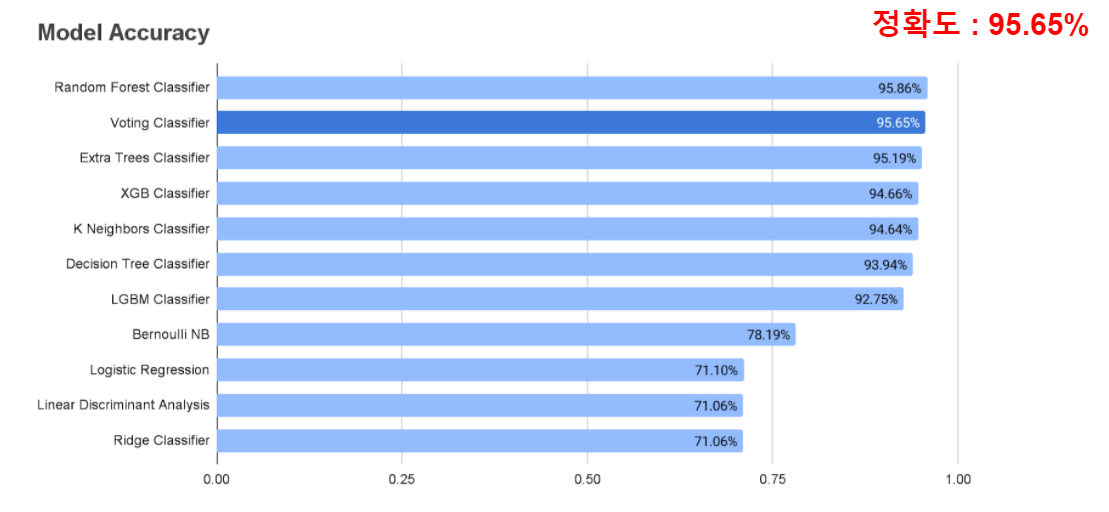 정확도 : 95.65%
Model Accuracy
Random Forest Classifier 95.86%
Voting Classifier 95.65%
Extra Trees Classifier 95.19%
XGB Classifier 94.66%
K Neighbors Classifier 94.64%
Decision Tree Classifier 93.94%
LGBM Classifier 92.75%
Bernoulli NB 78.19%
Logistic Regression 71.10%
Linear Discriminant Analysis 71.06%
Ridge Classifier 71.06%
0.00 0.25 0.50 0.75 1.00